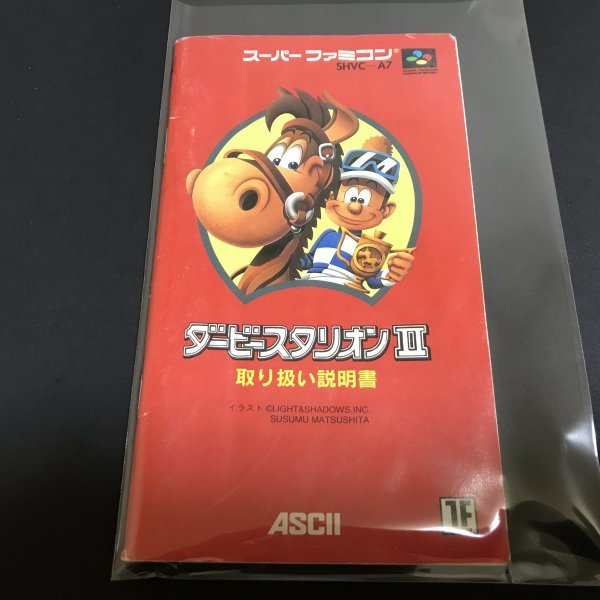 スーパーファミコン®
SHVC-A7
ダービースタリオンII
取り扱い説明書
イラスト©LIGHT&SHADOWS,INC.
SUSUMU MATSUSHITA
ASCII